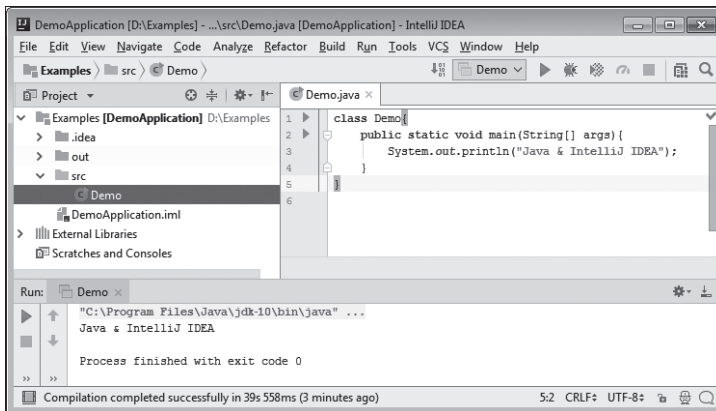 DemoApplication [D:\Examples] - ...\src\Demo.java [DemoApplication] - IntelliJ IDEA
File Edit View Navigate Code Analyze Refactor Build Run Tools VCS Window Help
Examples src Demo
Demo
Project
Demo.java
Examples [DemoApplication] D:\Examples
.idea
out
src
Demo
DemoApplication.iml
External Libraries
Scratches and Consoles
1 class Demo{
2 public static void main(String[] args){
3 System.out.println("Java & IntelliJ IDEA");
4 }
5 }
6
Run: Demo
"C:\Program Files\Java\jdk-10\bin\java" ...
Java & IntelliJ IDEA
Process finished with exit code 0
Compilation completed successfully in 39s 558ms (3 minutes ago) 5:2 CRLF UTF-8